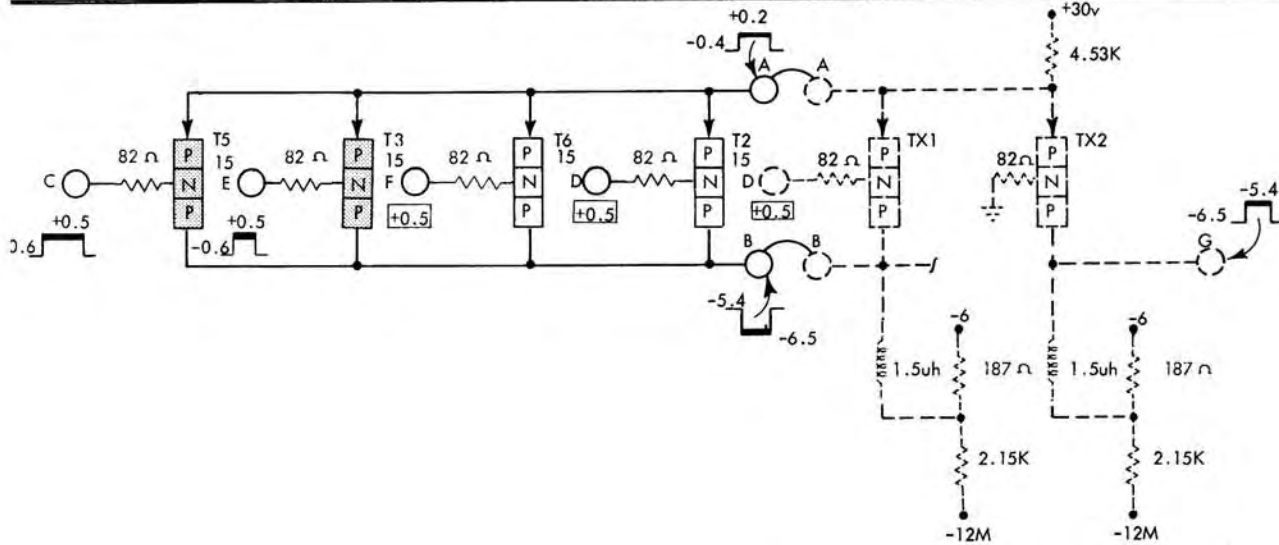 +0.2
-0.4
A
A
+30v
4.53K
T5
15
T3
15
T6
15
T2
15
TX1
TX2
P
N
P
P
N
P
P
N
P
P
N
P
P
N
P
P
N
P
82 Ω
82 Ω
82 Ω
82 Ω
82Ω
82Ω
C
E
F
D
D
+0.5
0.6
+0.5
-0.6
+0.5
+0.5
+0.5
B
B
-5.4
-6.5
-5.4
-6.5
G
-6
-6
1.5uh
187 Ω
1.5uh
187 Ω
2.15K
2.15K
-12M
-12M